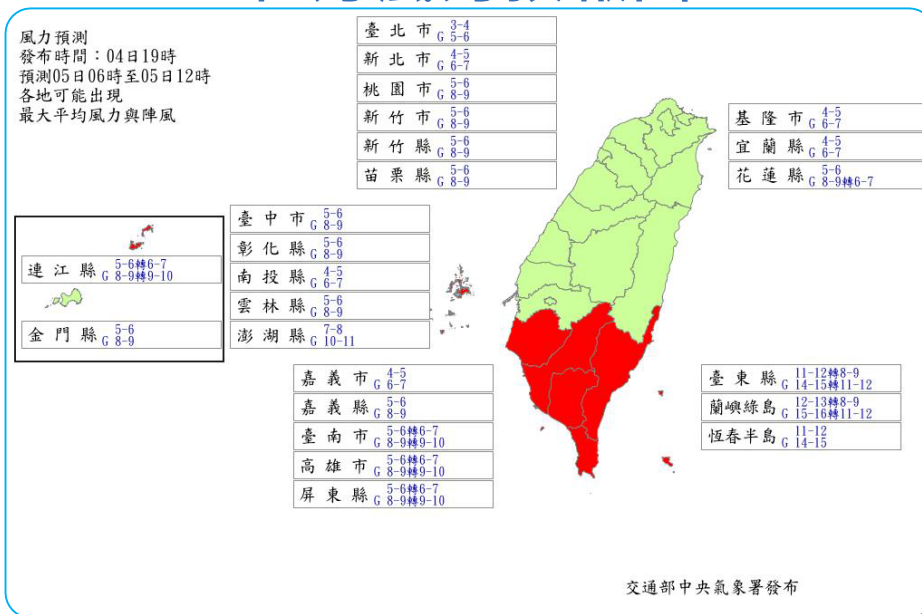 風力預測
發布時間：04日19時
預測05日06時至05日12時
各地可能出現
最大平均風力與陣風
臺北市 3-4
G 5-6
新北市 4-5
G 6-7
桃園市 5-6
G 8-9
新竹市 5-6
G 8-9
新竹縣 5-6
G 8-9
苗栗縣 5-6
G 8-9
基隆市 4-5
G 6-7
宜蘭縣 4-5
G 6-7
花蓮縣 5-6
G 8-9轉6-7
連江縣 5-6轉6-7
G 8-9轉9-10
金門縣 5-6
G 8-9
臺中市 5-6
G 8-9
彰化縣 5-6
G 8-9
南投縣 4-5
G 6-7
雲林縣 5-6
G 8-9
澎湖縣 7-8
G 10-11
嘉義市 4-5
G 6-7
嘉義縣 5-6
G 8-9
臺南市 5-6轉6-7
G 8-9轉9-10
高雄市 5-6轉6-7
G 8-9轉9-10
屏東縣 5-6轉6-7
G 8-9轉9-10
臺東縣 11-12轉8-9
G 14-15轉11-12
蘭嶼綠島 12-13轉8-9
G 15-16轉11-12
恆春半島 11-12
G 14-15
交通部中央氣象署發布